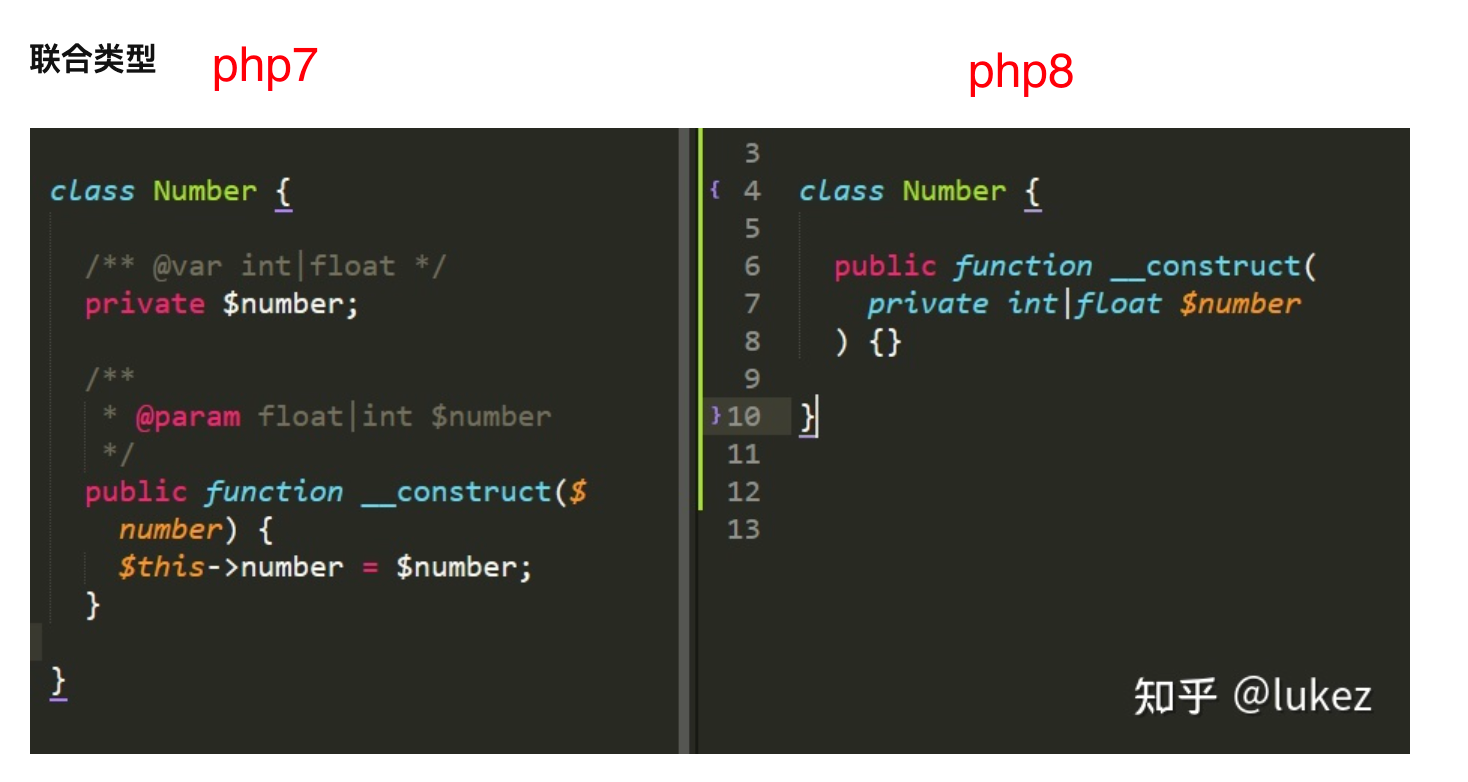 联合类型 php7 php8
class Number {
/** @var int|float */
private $number;
/**
* @param float|int $number
*/
public function __construct($
number) {
$this->number = $number;
}
}
3
{ 4 class Number {
5
6 public function __construct(
7 private int|float $number
8 ) {}
9
} 10 }
11
12
13
知乎 @lukez